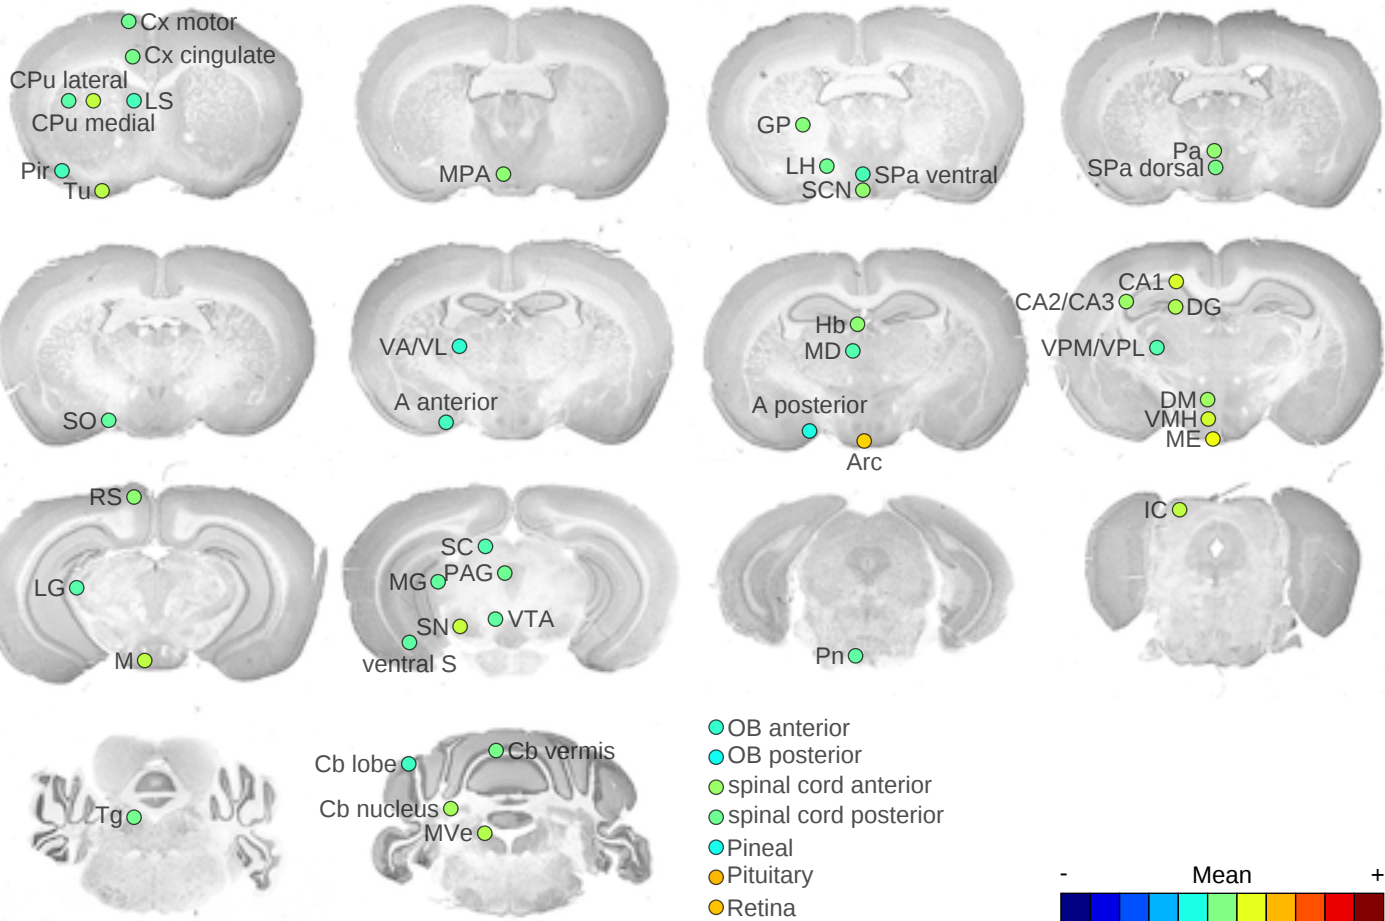 Cx motor
Cx cingulate
CPu lateral
LS
CPu medial
Pir
Tu
MPA
GP
LH
SPa ventral
SCN
Pa
SPa dorsal
SO
VA/VL
A anterior
Hb
MD
A posterior
Arc
CA1
CA2/CA3
DG
VPM/VPL
DM
VMH
ME
RS
LG
M
SC
MG
PAG
SN
VTA
ventral S
Pn
IC
Tg
Cb lobe
Cb vermis
Cb nucleus
MVe
OB anterior
OB posterior
spinal cord anterior
spinal cord posterior
Pineal
Pituitary
Retina
- Mean +